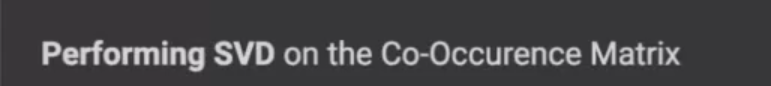 Performing SVD on the Co-Occurence Matrix